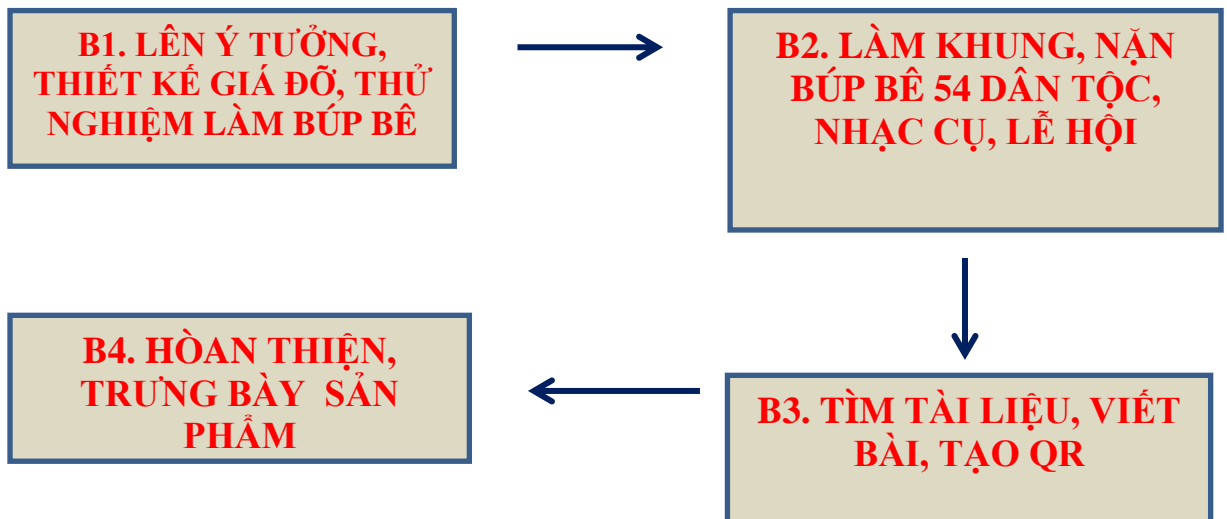 B1. LÊN Ý TƯỞNG,
THIẾT KẾ GIÁ ĐỠ, THỬ
NGHIỆM LÀM BÚP BÊ
B2. LÀM KHUNG, NẶN
BÚP BÊ 54 DÂN TỘC,
NHẠC CỤ, LỄ HỘI
B3. TÌM TÀI LIỆU, VIẾT
BÀI, TẠO QR
B4. HÒAN THIỆN,
TRƯNG BÀY SẢN
PHẨM